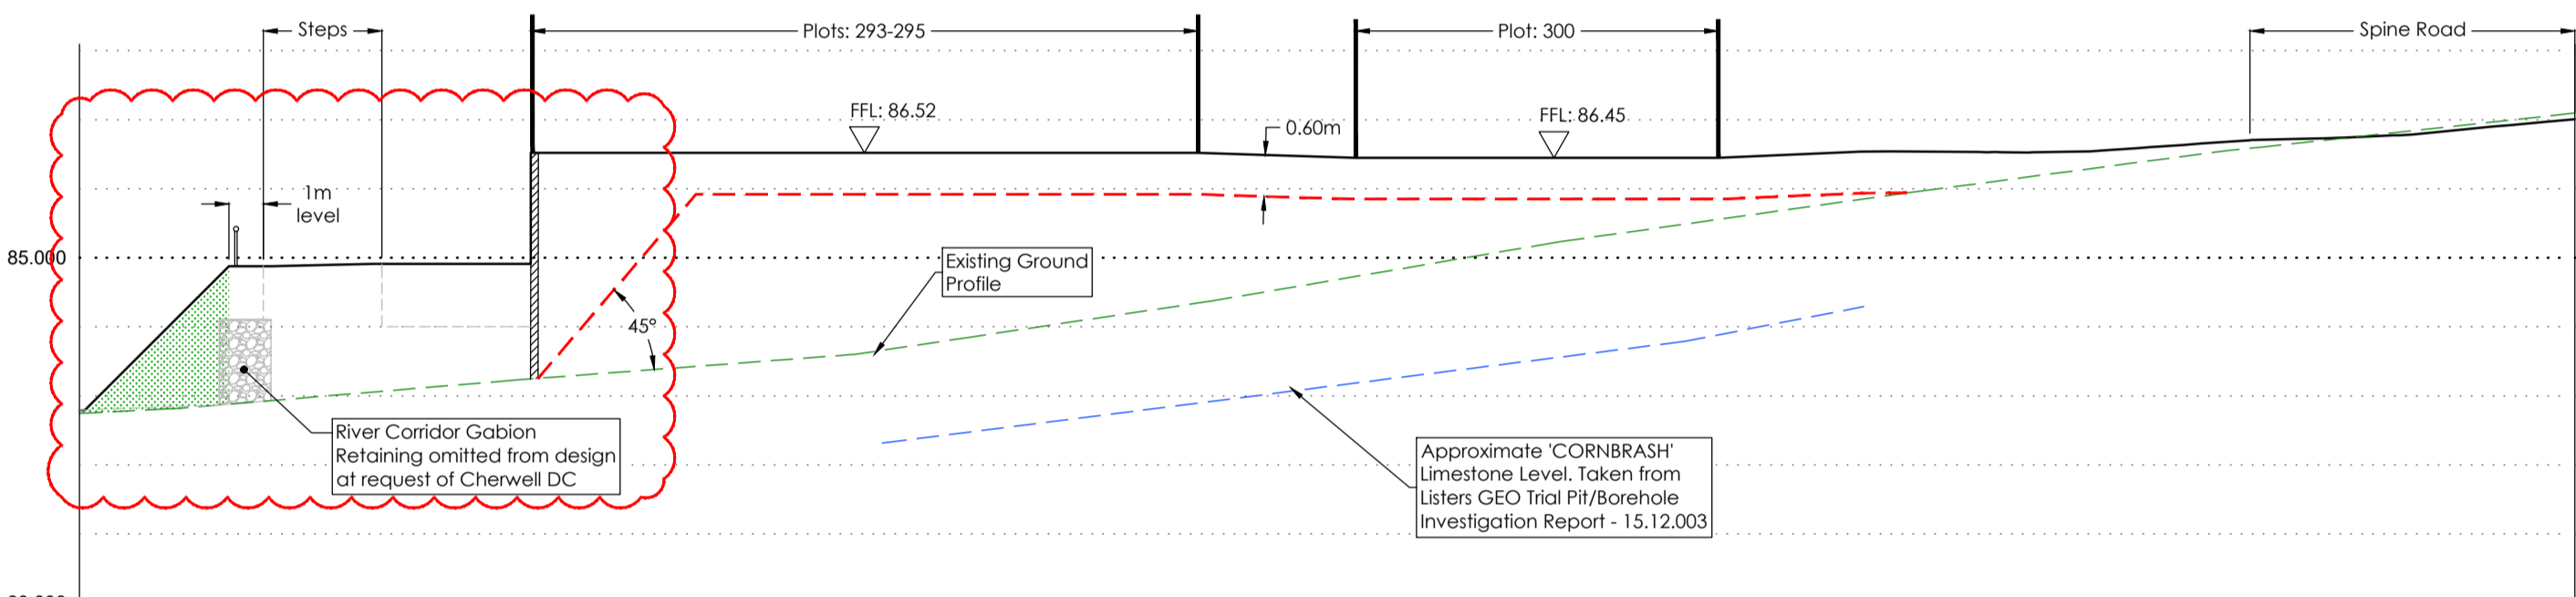 Steps
Plots: 293-295
Plot: 300
Spine Road
FFL: 86.52
FFL: 86.45
0.60m
1m
level
85.000
Existing Ground
Profile
45°
River Corridor Gabion
Retaining omitted from design
at request of Cherwell DC
Approximate 'CORNBRASH'
Limestone Level. Taken from
Listers GEO Trial Pit/Borehole
Investigation Report - 15.12.003